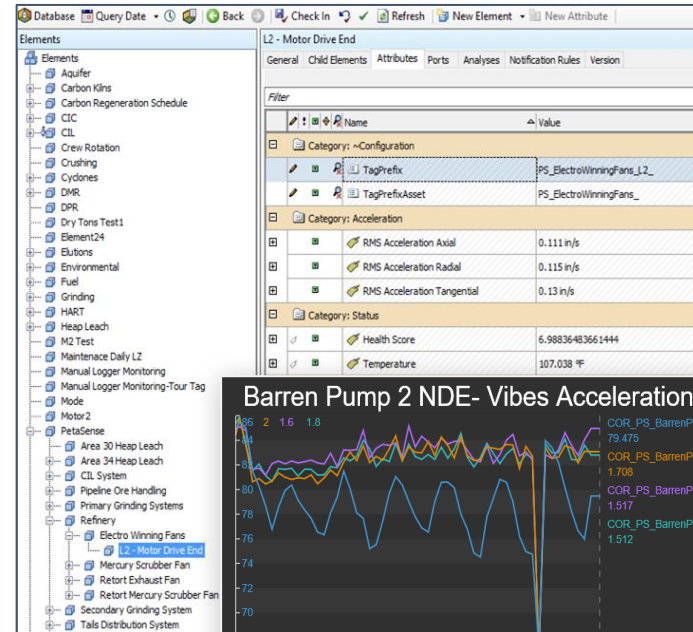 Database Query Date Back Check In Refresh New Element New Attribute
Elements
L2 - Motor Drive End
General Child Elements Attributes Ports Analyses Notification Rules Version
Filter
Name Value
Category: ~Configuration
TagPrefix PS_ElectroWinningFans_L2_
TagPrefixAsset PS_ElectroWinningFans_
Category: Acceleration
RMS Acceleration Axial 0.111 in/s
RMS Acceleration Radial 0.115 in/s
RMS Acceleration Tangential 0.13 in/s
Category: Status
Health Score 6.98836483661444
Temperature 107.038 °F
Elements
Aquifer
Carbon Kilns
Carbon Regeneration Schedule
CIC
CIL
Crew Rotation
Crushing
Cyclones
DMR
DPR
Dry Tons Test1
Element24
Elutions
Environmental
Fuel
Grinding
HART
Heap Leach
M2 Test
Maintenace Daily LZ
Manual Logger Monitoring
Manual Logger Monitoring-Tour Tag
Mode
Motor2
PetaSense
Area 30 Heap Leach
Area 34 Heap Leach
CIL System
Pipeline Ore Handling
Primary Grinding Systems
Refinery
Electro Winning Fans
L2 - Motor Drive End
Mercury Scrubber Fan
Retort Exhaust Fan
Retort Mercury Scrubber Fan
Secondary Grinding System
Tails Distribution System
Barren Pump 2 NDE- Vibes Acceleration
86 2 1.6 1.8
84
82
80
78
76
74
72
70
COR_PS_BarrenP
79.475
COR_PS_BarrenP
1.708
COR_PS_BarrenP
1.517
COR_PS_BarrenP
1.512